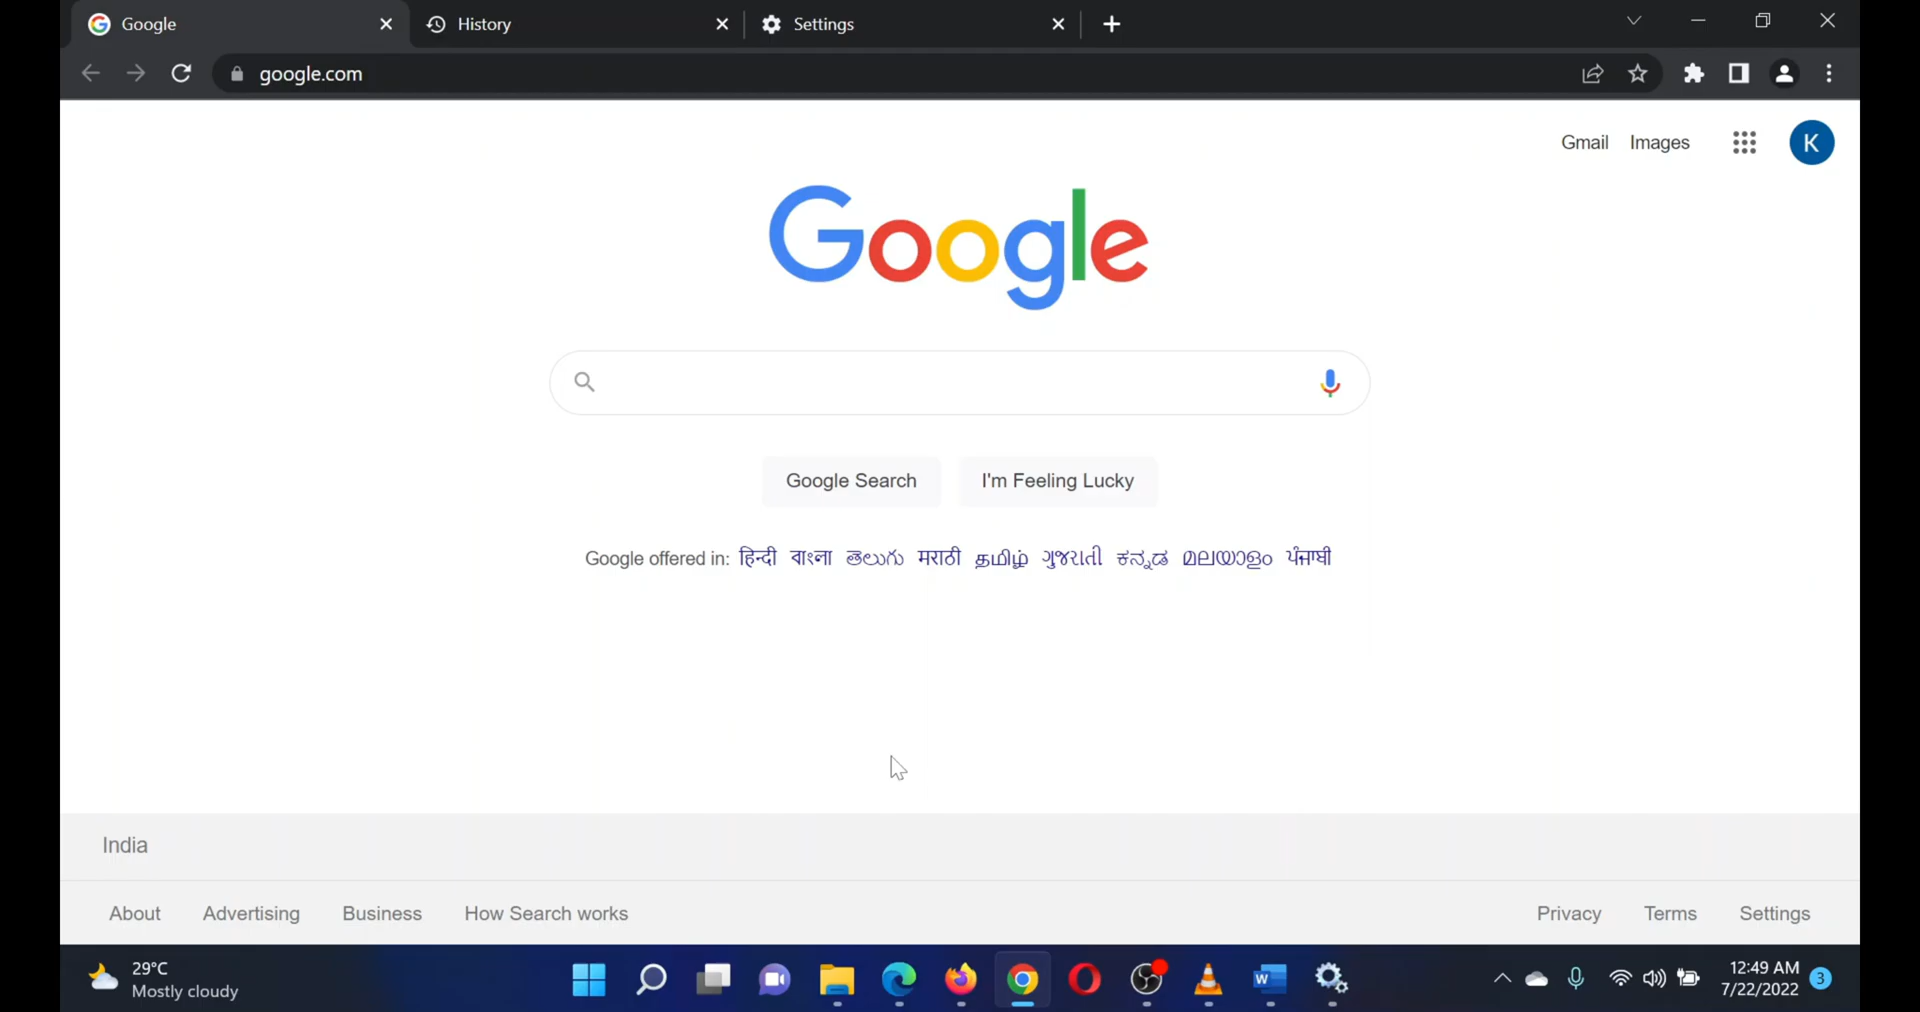 Google History Settings
google.com
Gmail Images K
Google
Google Search I'm Feeling Lucky
Google offered in: हिन्दी বাংলা తెలుగు मराठी தமிழ் ગુજરાતી ಕನ್ನಡ മലയാളം ਪੰਜਾਬੀ
India
About Advertising Business How Search works Privacy Terms Settings
29°C
Mostly cloudy
W
12:49 AM
7/22/2022
3